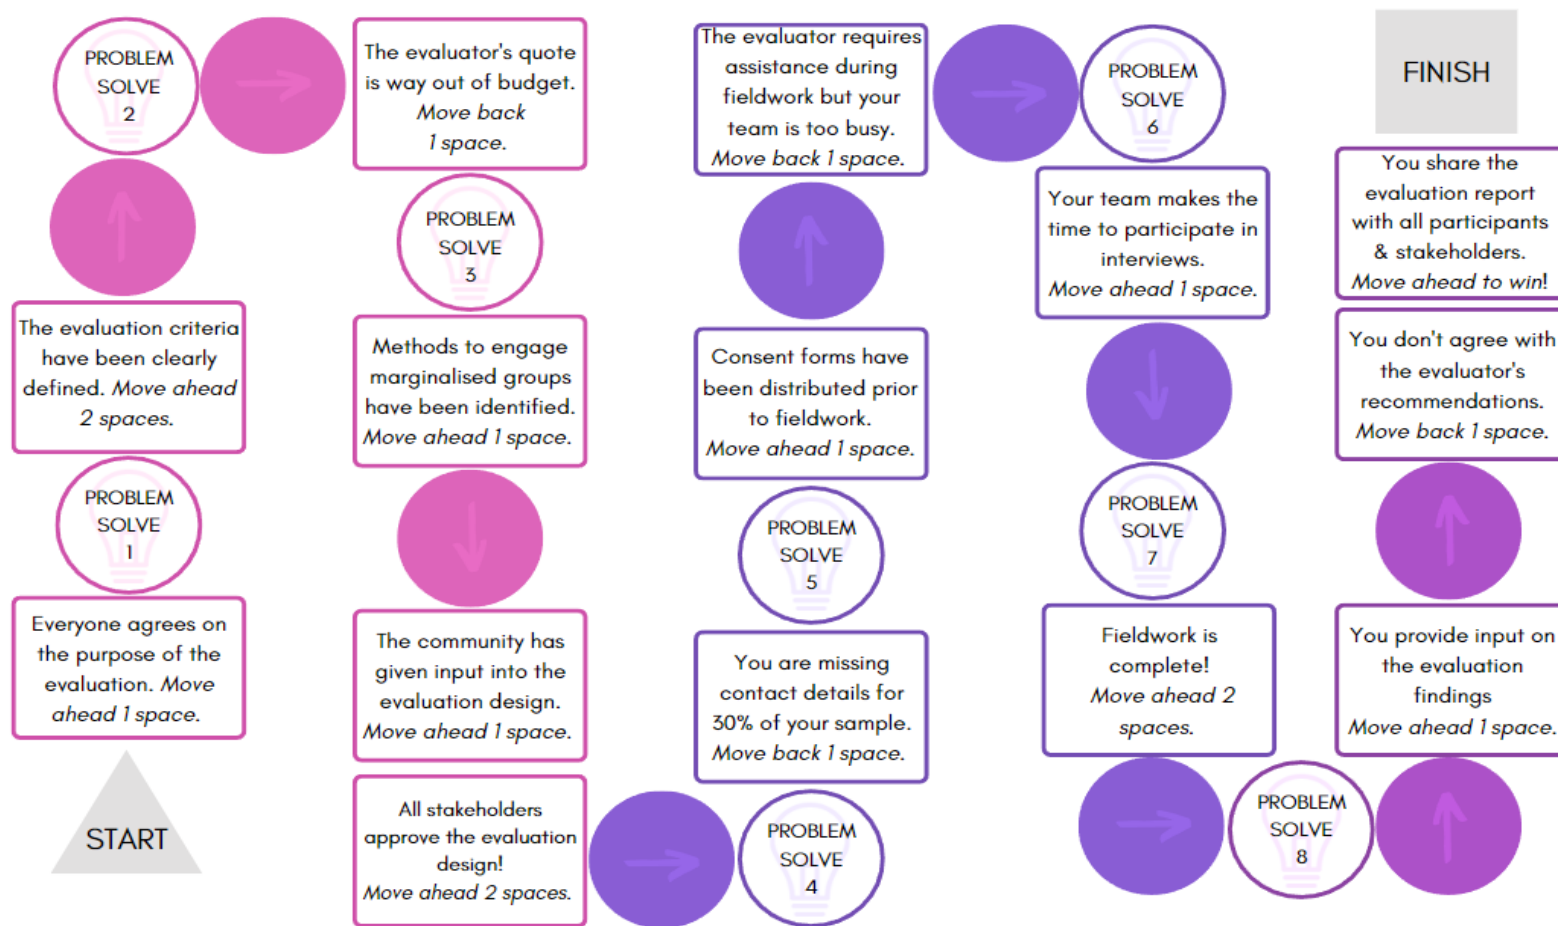 START
Everyone agrees on
the purpose of the
evaluation. Move
ahead 1 space.
PROBLEM
SOLVE
1
The evaluation criteria
have been clearly
defined. Move ahead
2 spaces.
PROBLEM
SOLVE
2
The evaluator's quote
is way out of budget.
Move back
1 space.
PROBLEM
SOLVE
3
Methods to engage
marginalised groups
have been identified.
Move ahead 1 space.
The community has
given input into the
evaluation design.
Move ahead 1 space.
All stakeholders
approve the evaluation
design!
Move ahead 2 spaces.
PROBLEM
SOLVE
4
You are missing
contact details for
30% of your sample.
Move back 1 space.
PROBLEM
SOLVE
5
Consent forms have
been distributed prior
to fieldwork.
Move ahead 1 space.
The evaluator requires
assistance during
fieldwork but your
team is too busy.
Move back 1 space.
PROBLEM
SOLVE
6
Your team makes the
time to participate in
interviews.
Move ahead 1 space.
PROBLEM
SOLVE
7
Fieldwork is
complete!
Move ahead 2
spaces.
PROBLEM
SOLVE
8
You provide input on
the evaluation
findings
Move ahead 1 space.
You don't agree with
the evaluator's
recommendations.
Move back 1 space.
You share the
evaluation report
with all participants
& stakeholders.
Move ahead to win!
FINISH